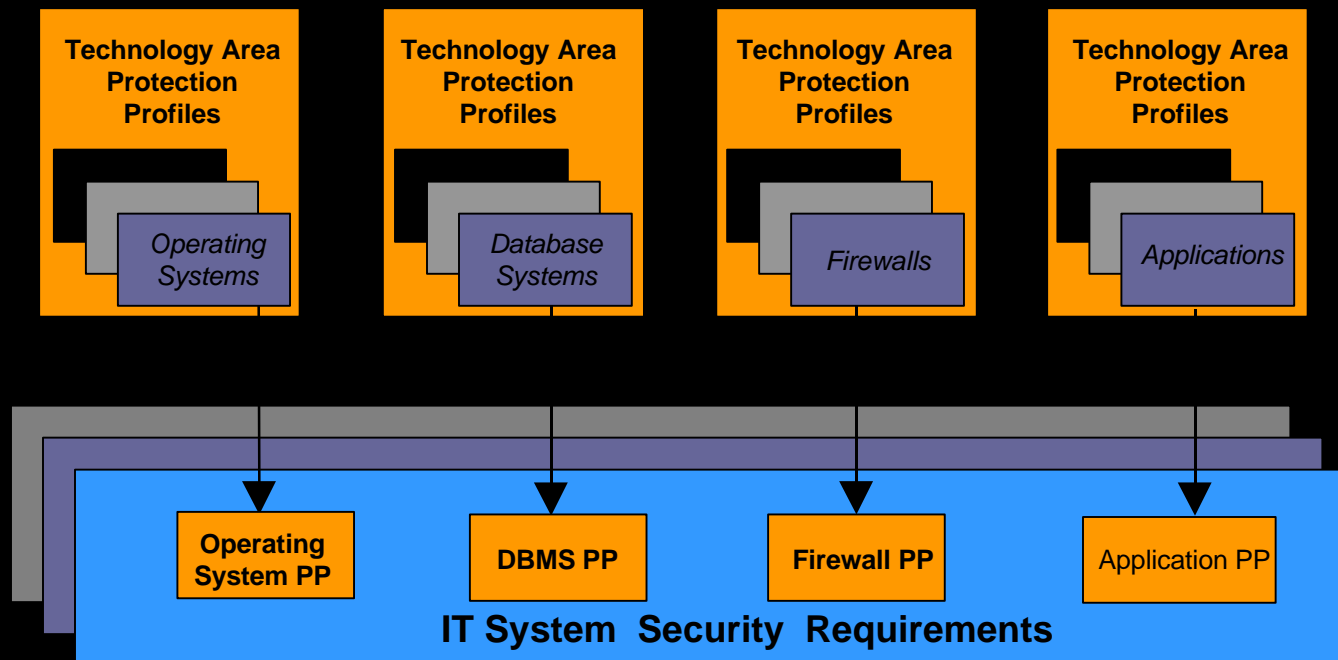 Technology Area
Protection
Profiles
Technology Area
Protection
Profiles
Technology Area
Protection
Profiles
Technology Area
Protection
Profiles
Operating
Systems
Database
Systems
Firewalls
Applications
Operating
System PP
DBMS PP
Firewall PP
Application PP
IT System Security Requirements